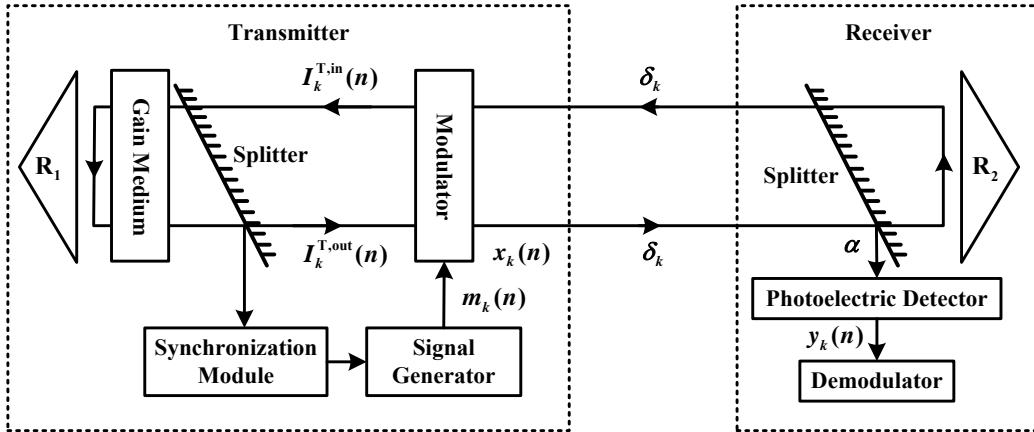 Transmitter
Receiver
I_k^{T,in}(n)
δ_k
R_1
Gain Medium
Splitter
Modulator
Splitter
R_2
I_k^{T,out}(n)
x_k(n)
δ_k
α
m_k(n)
Photoelectric Detector
y_k(n)
Synchronization
Module
Signal
Generator
Demodulator